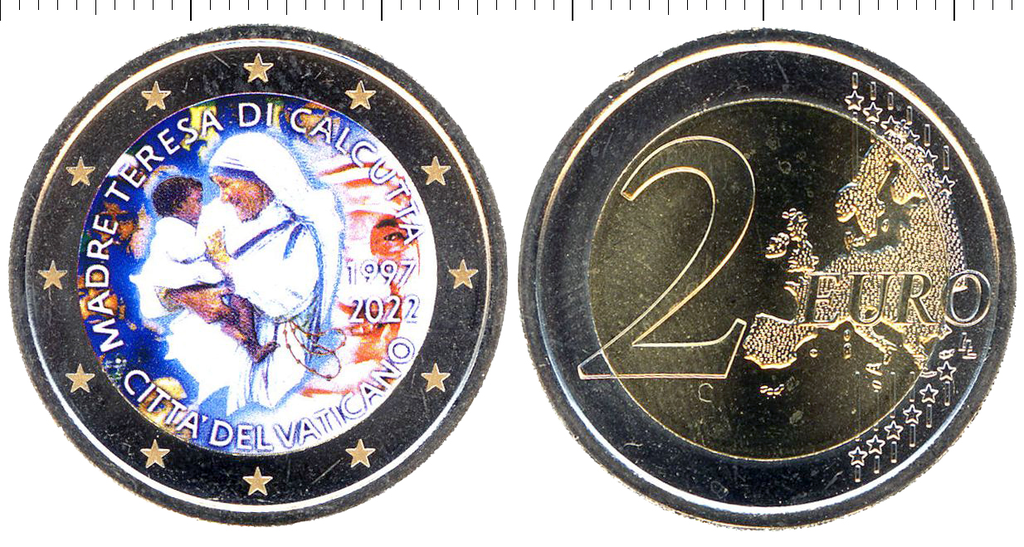 MADRE TERESA DI CALCUTTA
1997
2022
CITTA' DEL VATICANO
2 EURO